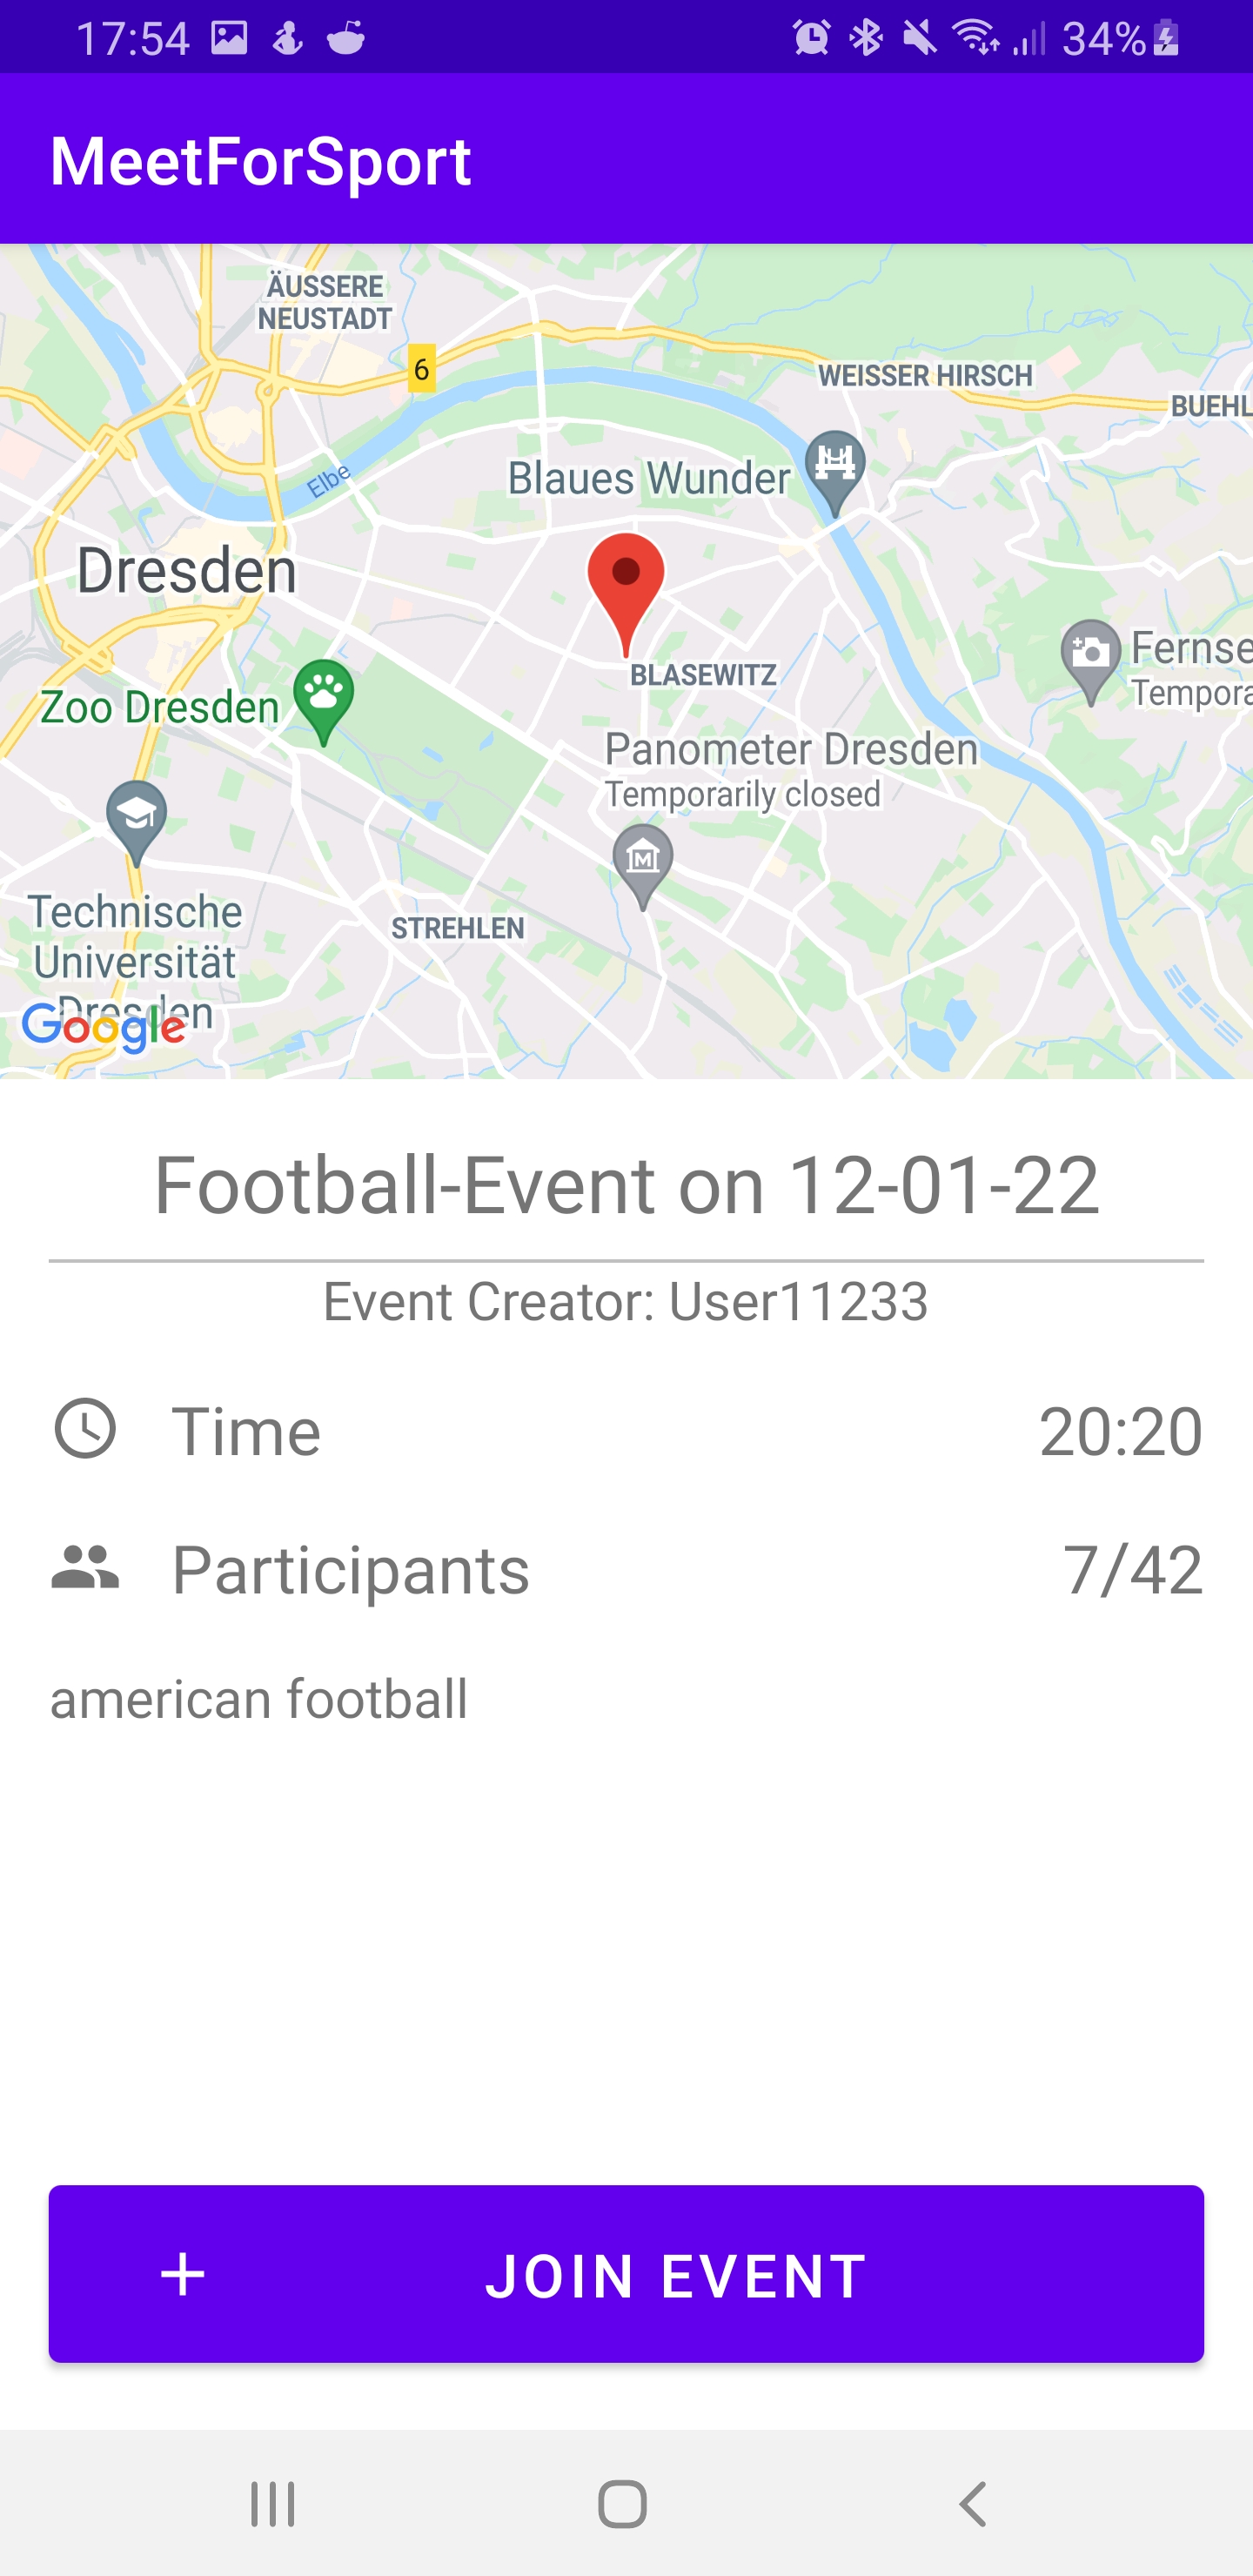 17:54
34%
MeetForSport
ÄUSSERE
NEUSTADT
6
WEISSER HIRSCH
BUEHL
Blaues Wunder
Elbe
Dresden
Fernse
Tempora
BLASEWITZ
Zoo Dresden
Panometer Dresden
Temporarily closed
M
Technische
Universität
Dresden
STREHLEN
Google
Football-Event on 12-01-22
Event Creator: User11233
Time 20:20
Participants 7/42
american football
+ JOIN EVENT